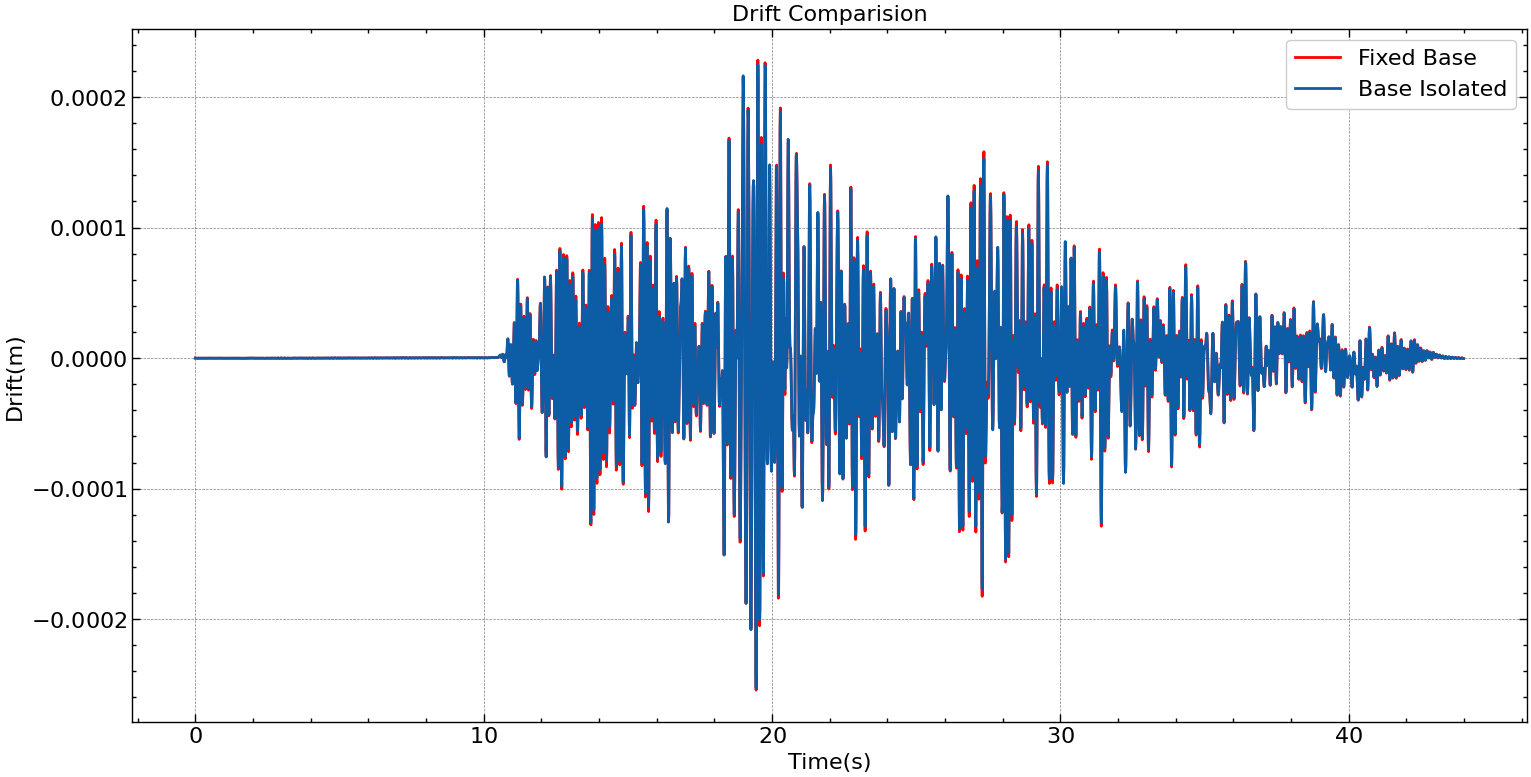 Drift Comparision
Fixed Base
Base Isolated
0.0002
0.0001
0.0000
−0.0001
−0.0002
Drift(m)
0 10 20 30 40
Time(s)